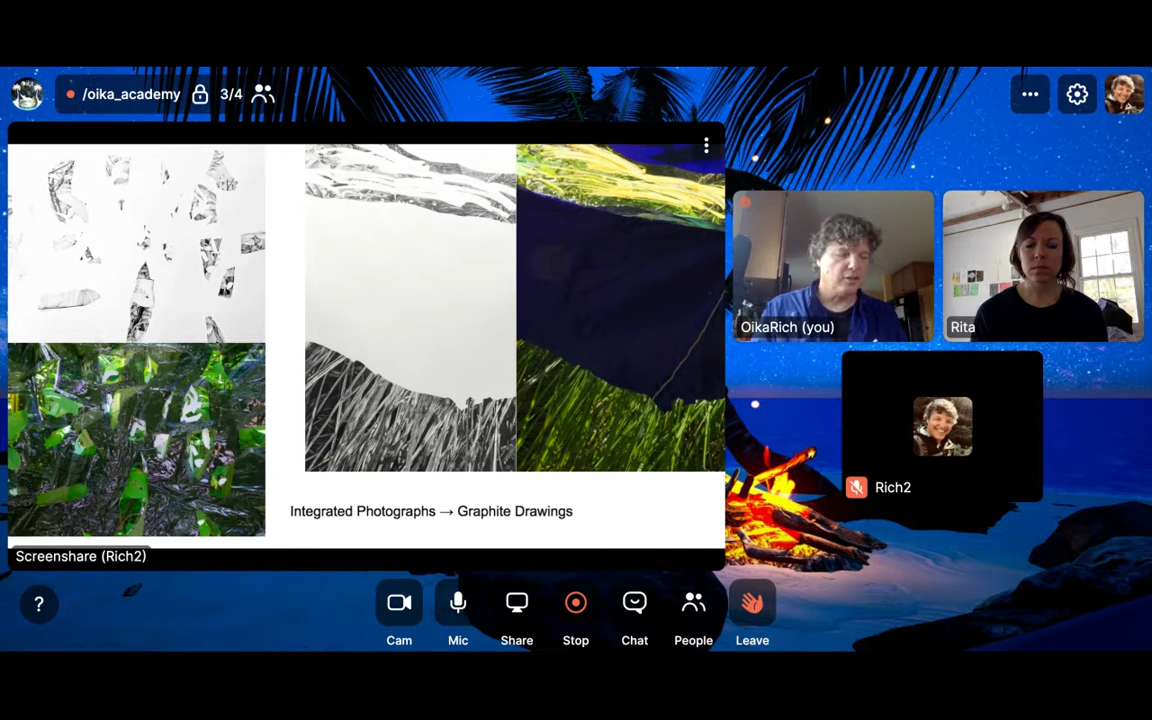 /oika_academy 3/4
OikaRich (you)
Rita
Rich2
Integrated Photographs → Graphite Drawings
Screenshare (Rich2)
?
Cam Mic Share Stop Chat People Leave